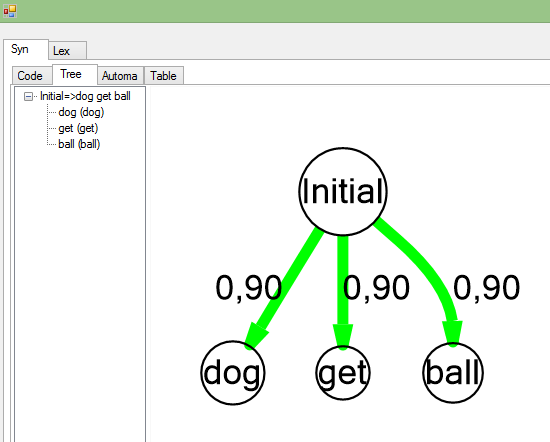 Syn Lex
Code Tree Automa Table
Initial=>dog get ball
dog (dog)
get (get)
ball (ball)
Initial
0,90 0,90 0,90
dog get ball